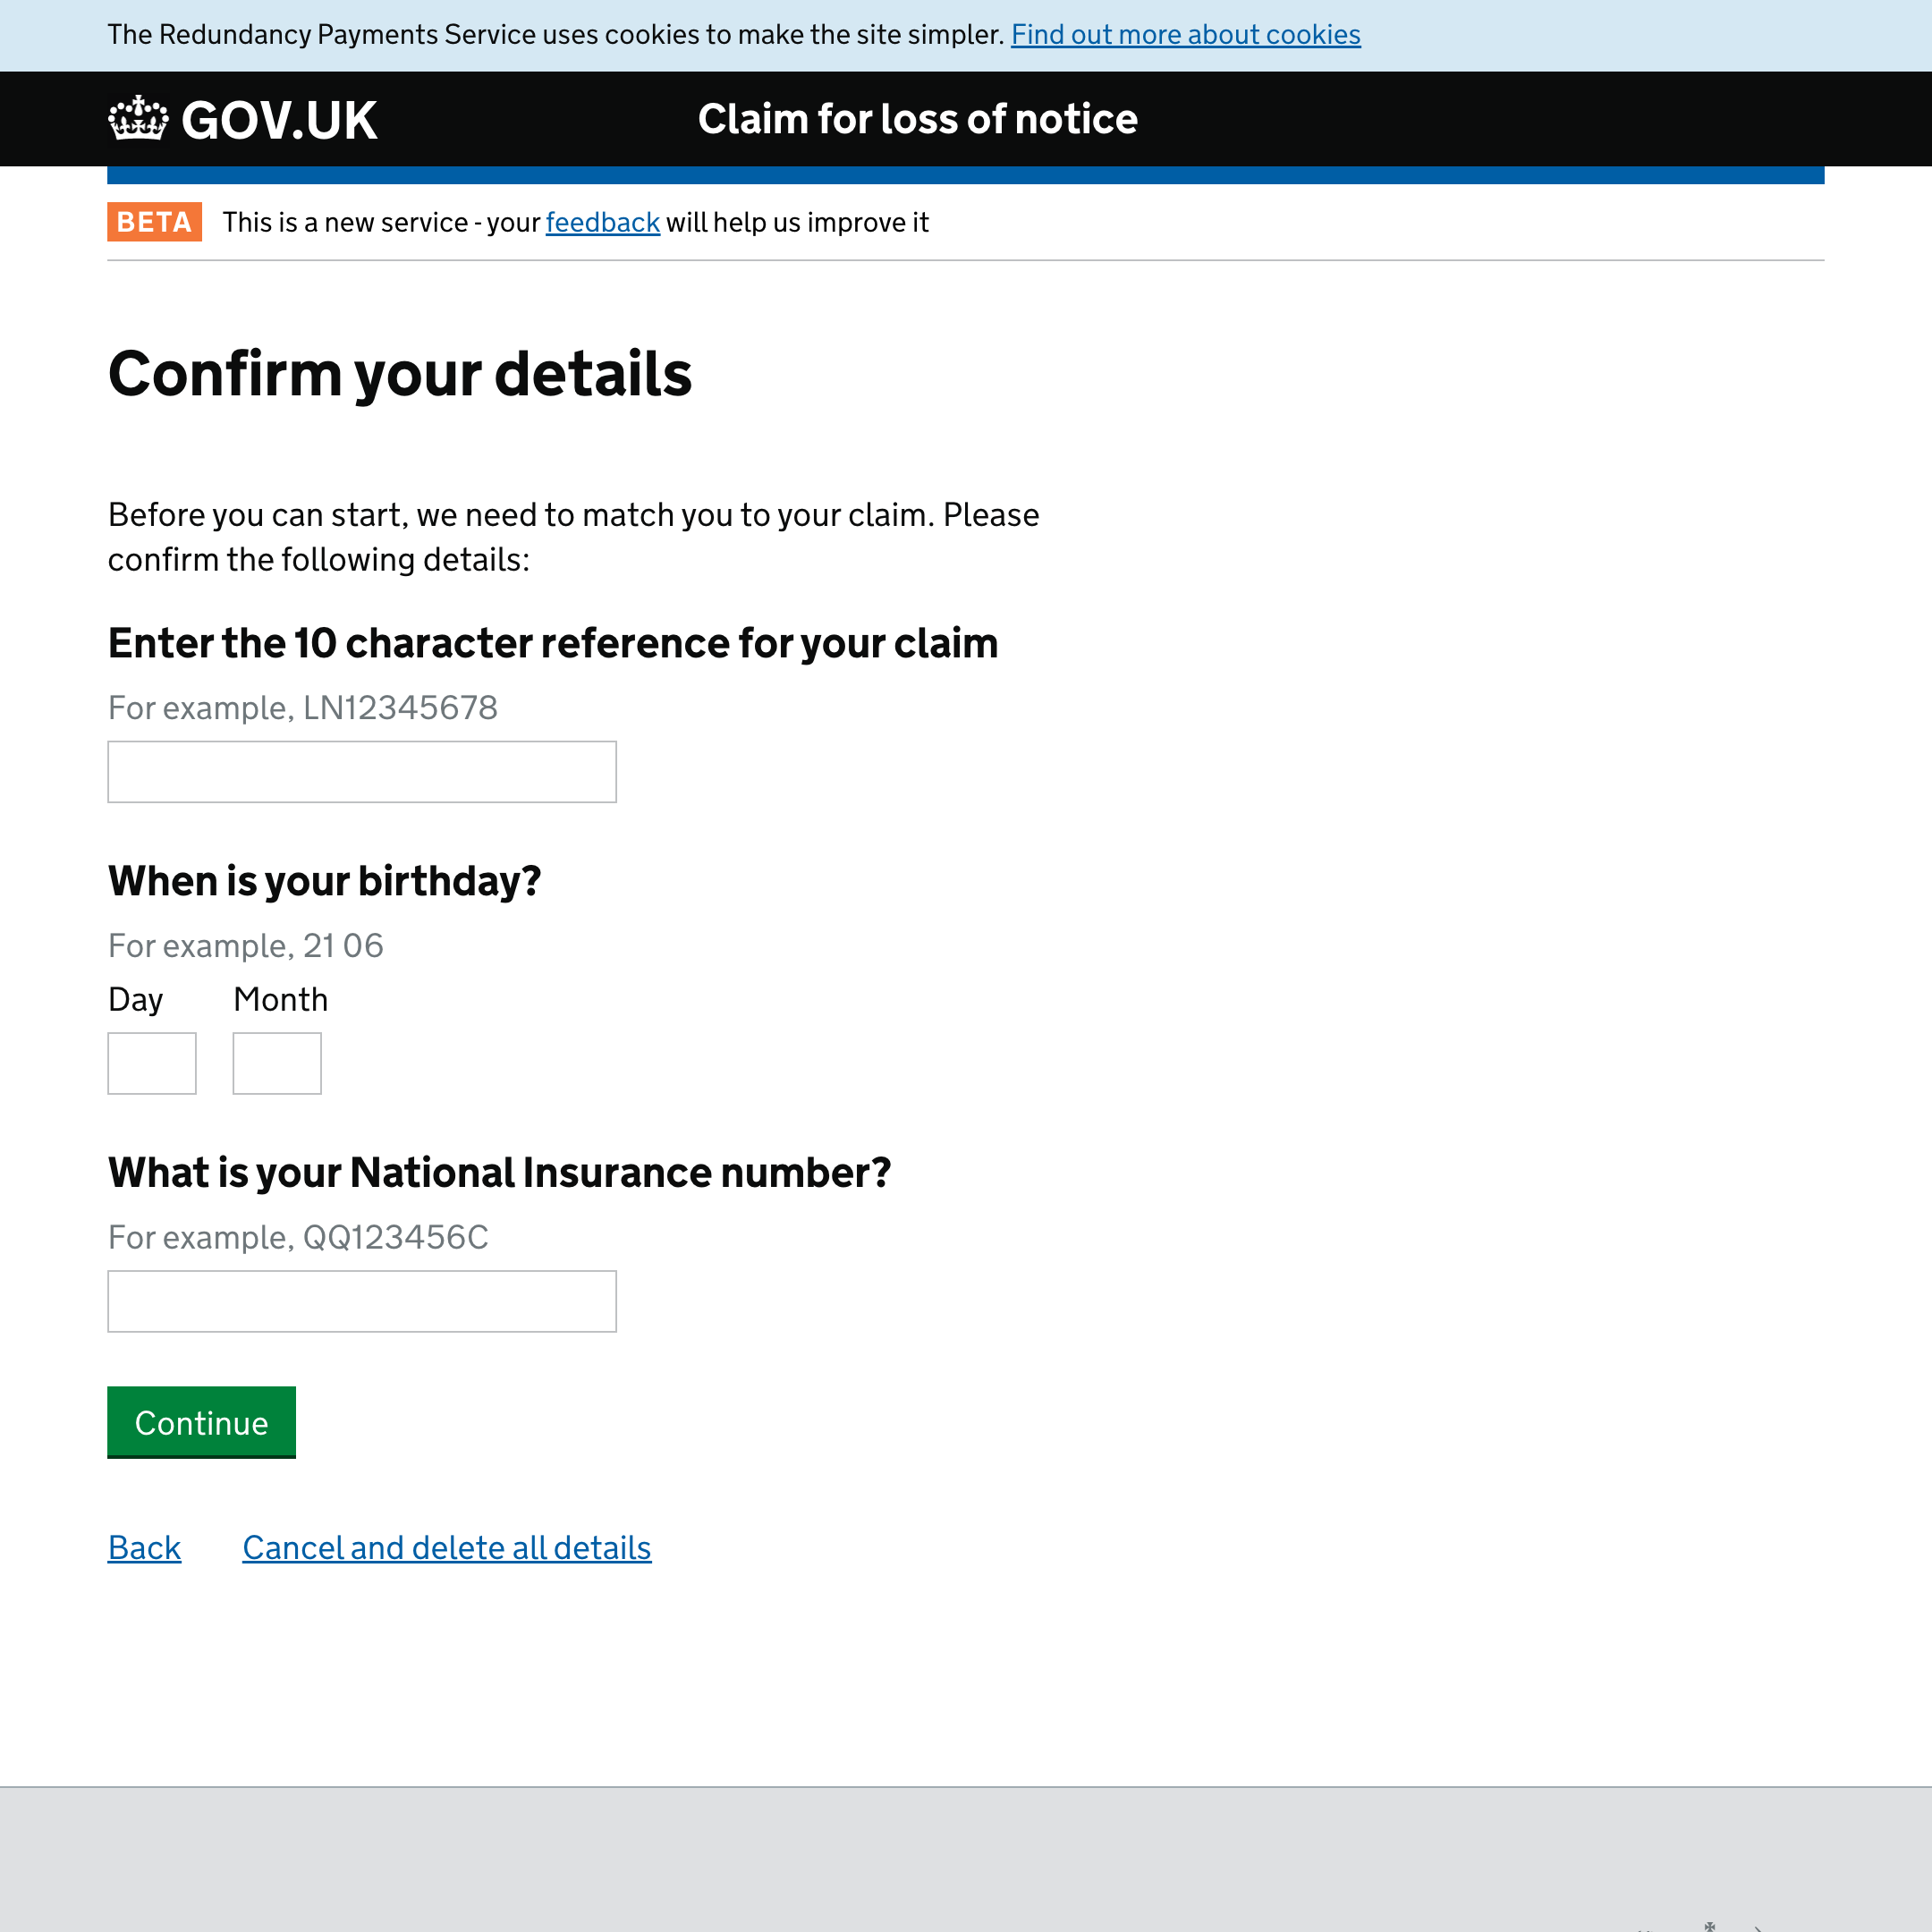 The Redundancy Payments Service uses cookies to make the site simpler. Find out more about cookies
GOV.UK
Claim for loss of notice
BETA
This is a new service - your feedback will help us improve it
Confirm your details
Before you can start, we need to match you to your claim. Please
confirm the following details:
Enter the 10 character reference for your claim
For example, LN12345678
When is your birthday?
For example, 21 06
Day Month
What is your National Insurance number?
For example, QQ123456C
Continue
Back Cancel and delete all details